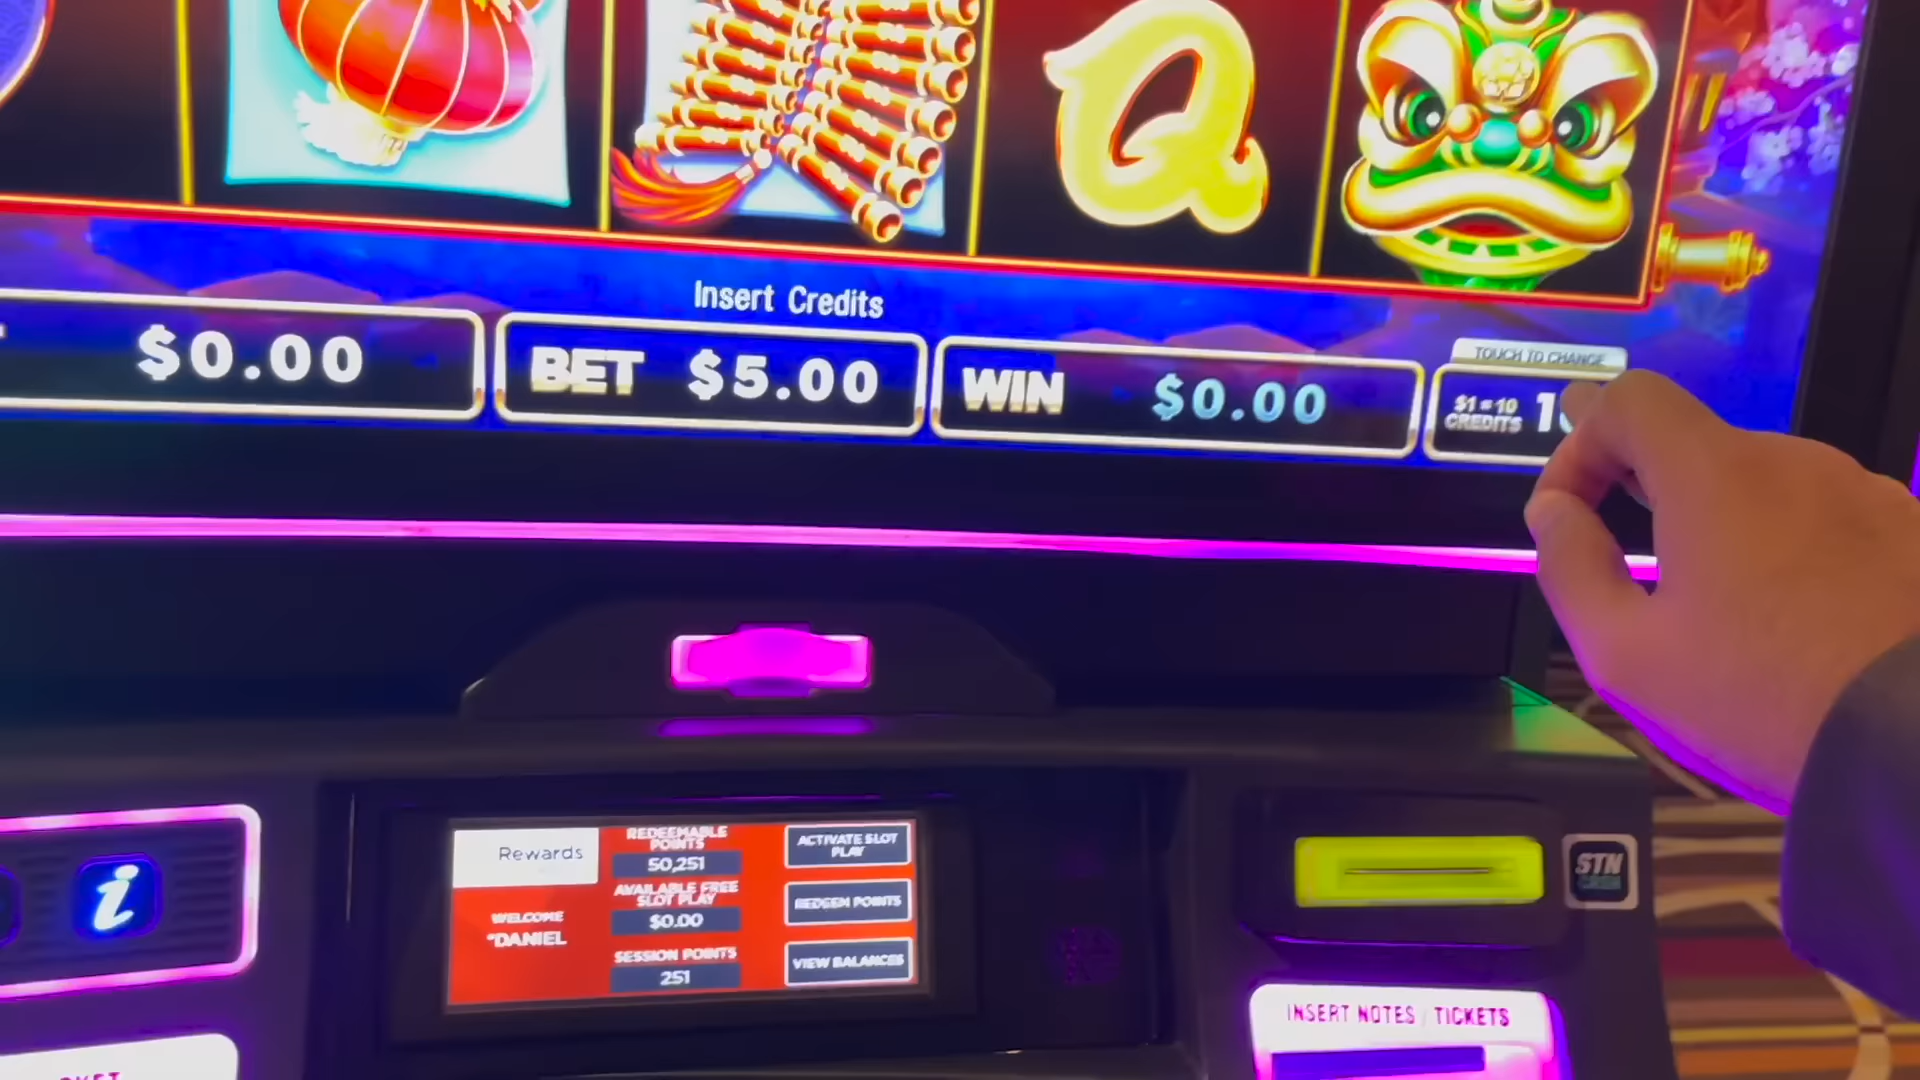 Q
Insert Credits
$0.00
BET $5.00
WIN $0.00
TOUCH TO CHANGE
$1=10
CREDITS
Rewards
WELCOME
*DANIEL
REDEEMABLE
POINTS
50,251
AVAILABLE FREE
SLOT PLAY
$0.00
SESSION POINTS
251
ACTIVATE SLOT
PLAY
REDEEM POINTS
VIEW BALANCES
i
STN
INSERT NOTES / TICKETS